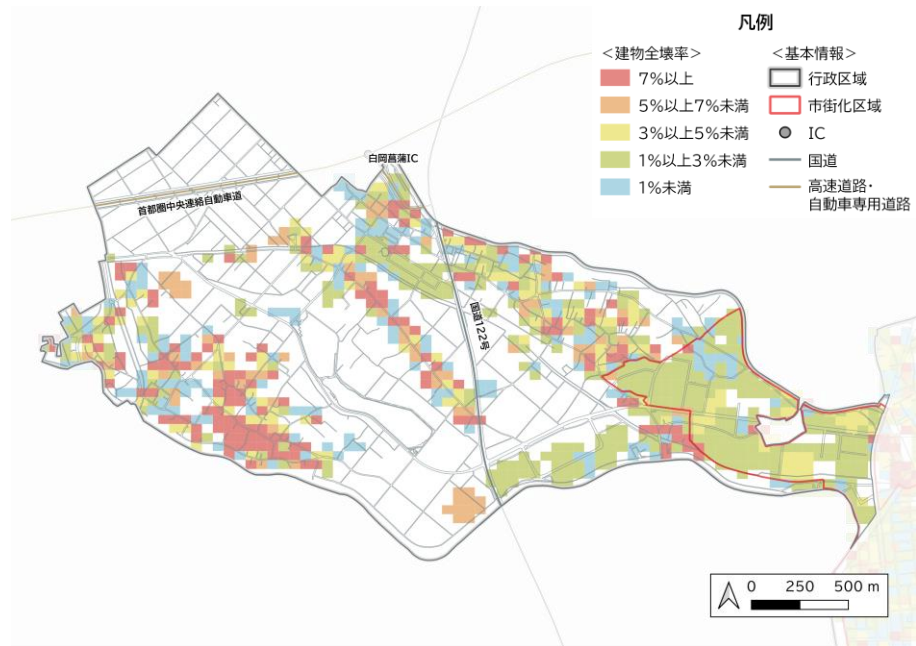 凡例
<建物全壊率>
7%以上
5%以上7%未満
3%以上5%未満
1%以上3%未満
1%未満
<基本情報>
行政区域
市街化区域
IC
国道
高速道路・
自動車専用道路
白岡菖蒲IC
首都圏中央連絡自動車道
国道122号
0 250 500 m